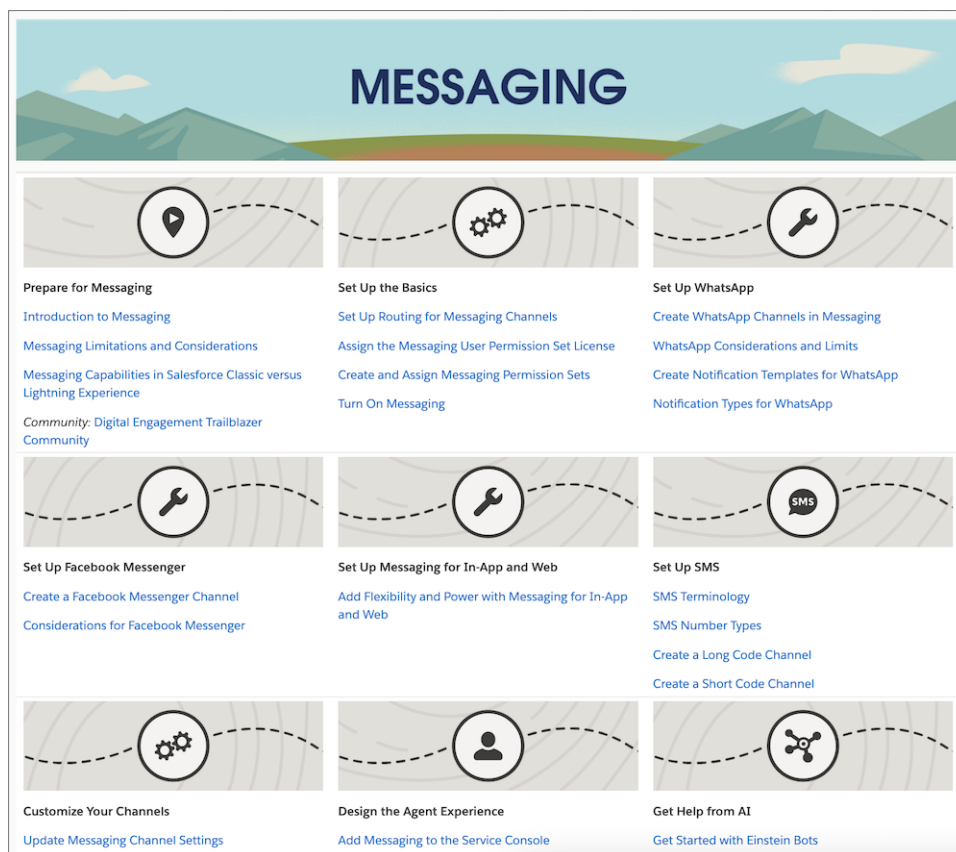 MESSAGING
Prepare for Messaging
Introduction to Messaging
Messaging Limitations and Considerations
Messaging Capabilities in Salesforce Classic versus
Lightning Experience
Community: Digital Engagement Trailblazer
Community
Set Up the Basics
Set Up Routing for Messaging Channels
Assign the Messaging User Permission Set License
Create and Assign Messaging Permission Sets
Turn On Messaging
Set Up WhatsApp
Create WhatsApp Channels in Messaging
WhatsApp Considerations and Limits
Create Notification Templates for WhatsApp
Notification Types for WhatsApp
Set Up Facebook Messenger
Create a Facebook Messenger Channel
Considerations for Facebook Messenger
Set Up Messaging for In-App and Web
Add Flexibility and Power with Messaging for In-App
and Web
SMS
Set Up SMS
SMS Terminology
SMS Number Types
Create a Long Code Channel
Create a Short Code Channel
Customize Your Channels
Update Messaging Channel Settings
Design the Agent Experience
Add Messaging to the Service Console
Get Help from AI
Get Started with Einstein Bots